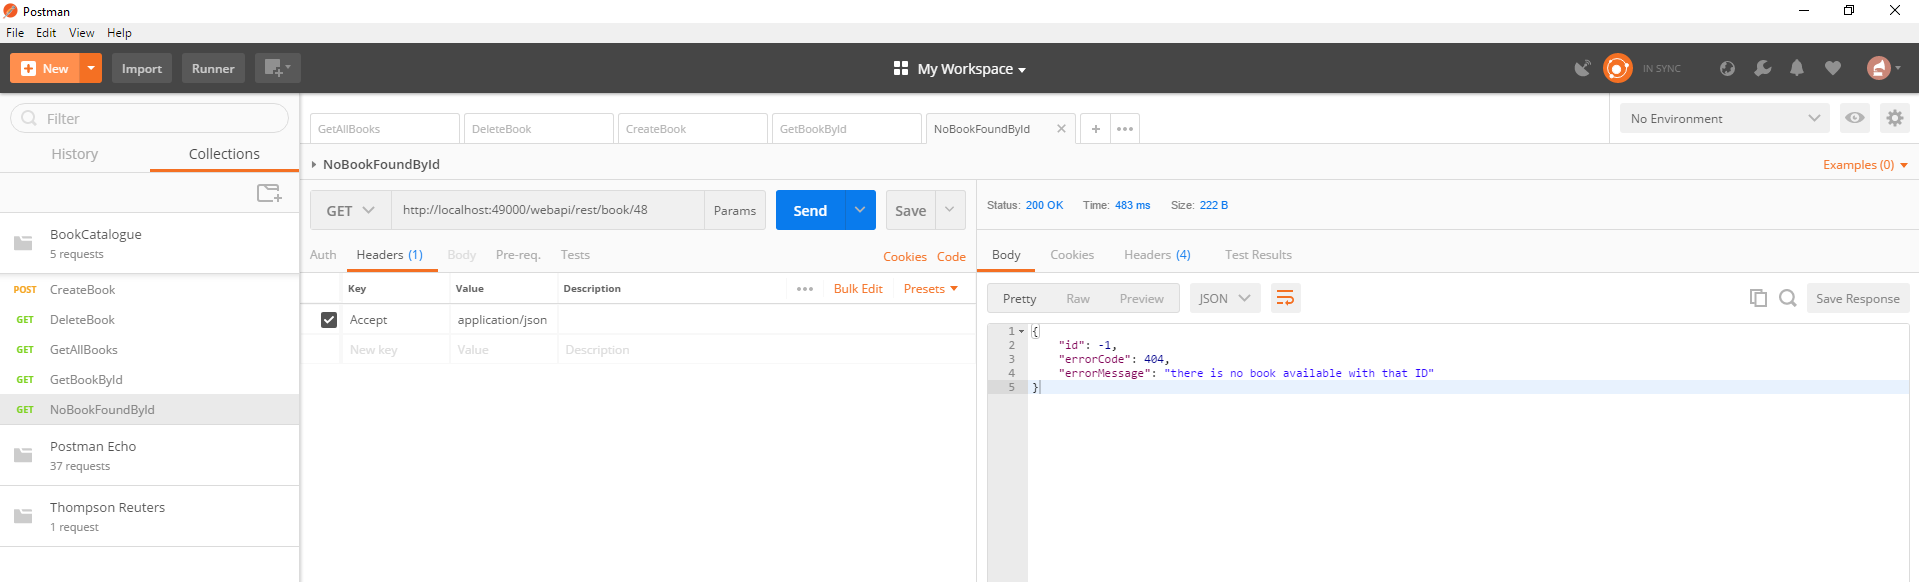 Postman
File Edit View Help
New Import Runner My Workspace IN SYNC
Filter
History Collections
BookCatalogue
5 requests
POST CreateBook
GET DeleteBook
GET GetAllBooks
GET GetBookById
GET NoBookFoundById
Postman Echo
37 requests
Thompson Reuters
1 request
GetAllBooks DeleteBook CreateBook GetBookById NoBookFoundById + •••
No Environment
NoBookFoundById
Examples (0)
GET http://localhost:49000/webapi/rest/book/48 Params Send Save
Auth Headers (1) Body Pre-req. Tests Cookies Code
Key Value Description ••• Bulk Edit Presets
Accept application/json
New key Value Description
Status: 200 OK Time: 483 ms Size: 222 B
Body Cookies Headers (4) Test Results
Pretty Raw Preview JSON Save Response
1 {
2 "id": -1,
3 "errorCode": 404,
4 "errorMessage": "there is no book available with that ID"
5 }